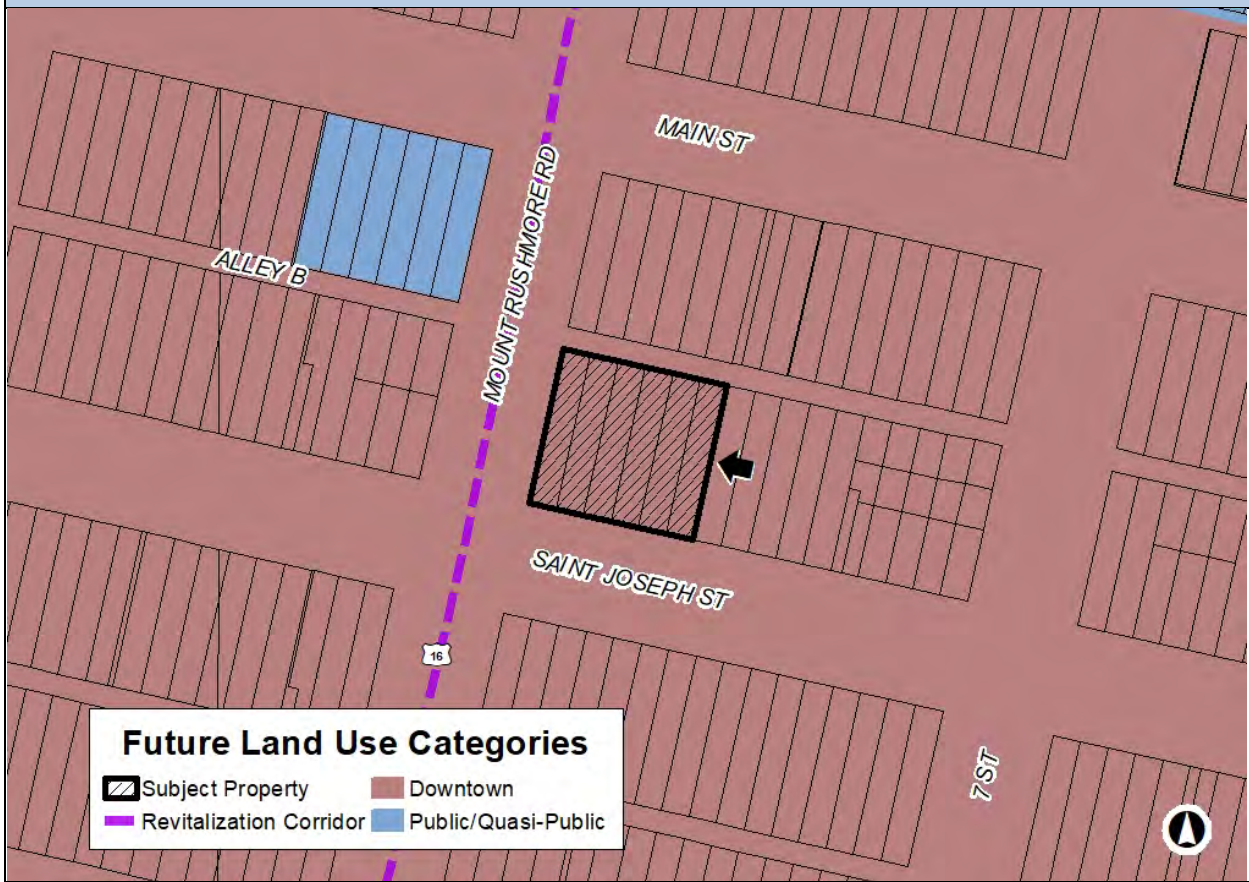 MAIN ST
MOUNT RUSHMORE RD
ALLEY B
SAINT JOSEPH ST
16
7 ST
Future Land Use Categories
Subject Property
Downtown
Revitalization Corridor
Public/Quasi-Public